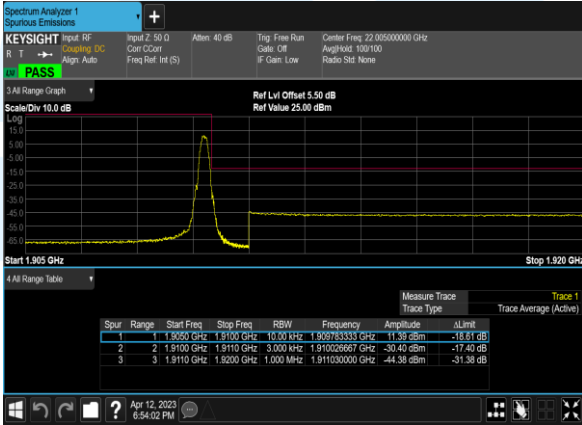 Spectrum Analyzer 1
Spurious Emissions
+
KEYSIGHT Input: RF Input Z: 50 Ω Atten: 40 dB Trig: Free Run Center Freq: 22.005000000 GHz
R T Coupling: DC Corr CCorr Gate: Off Avg|Hold: 100/100
Align: Auto Freq Ref: Int (S) IF Gain: Low Radio Std: None
PASS
3 All Range Graph
Ref Lvl Offset 5.50 dB
Scale/Div 10.0 dB Ref Value 25.00 dBm
Log
15.0
5.00
-5.00
-15.0
-25.0
-35.0
-45.0
-55.0
-65.0
Start 1.905 GHz Stop 1.920 GHz
4 All Range Table
Measure Trace Trace 1
Trace Type Trace Average (Active)
Spur Range Start Freq Stop Freq RBW Frequency Amplitude ΔLimit
1 1 1.9050 GHz 1.9100 GHz 10.00 kHz 1.909783333 GHz 11.39 dBm -18.61 dB
2 2 1.9100 GHz 1.9110 GHz 3.000 kHz 1.910026667 GHz -30.40 dBm -17.40 dB
3 3 1.9110 GHz 1.9200 GHz 1.000 MHz 1.911030000 GHz -44.38 dBm -31.38 dB
? Apr 12, 2023
6:54:02 PM